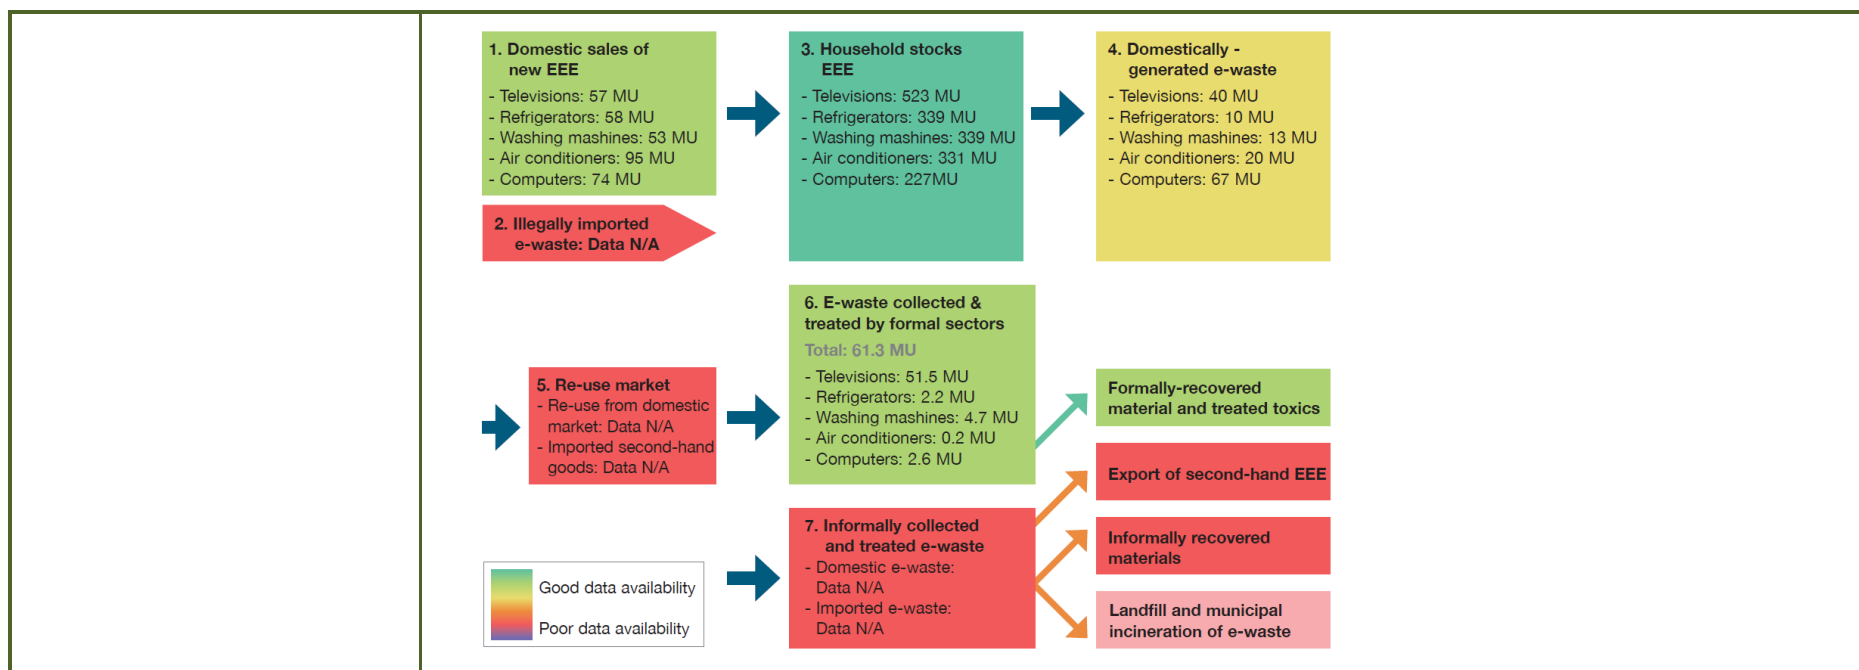 1. Domestic sales of
new EEE
- Televisions: 57 MU
- Refrigerators: 58 MU
- Washing mashines: 53 MU
- Air conditioners: 95 MU
- Computers: 74 MU
2. Illegally imported
e-waste: Data N/A
3. Household stocks
EEE
- Televisions: 523 MU
- Refrigerators: 339 MU
- Washing mashines: 339 MU
- Air conditioners: 331 MU
- Computers: 227MU
4. Domestically -
generated e-waste
- Televisions: 40 MU
- Refrigerators: 10 MU
- Washing machines: 13 MU
- Air conditioners: 20 MU
- Computers: 67 MU
5. Re-use market
- Re-use from domestic
market: Data N/A
- Imported second-hand
goods: Data N/A
6. E-waste collected &
treated by formal sectors
Total: 61.3 MU
- Televisions: 51.5 MU
- Refrigerators: 2.2 MU
- Washing machines: 4.7 MU
- Air conditioners: 0.2 MU
- Computers: 2.6 MU
7. Informally collected
and treated e-waste
- Domestic e-waste:
Data N/A
- Imported e-waste:
Data N/A
Formally-recovered
material and treated toxics
Export of second-hand EEE
Informally recovered
materials
Landfill and municipal
incineration of e-waste
Good data availability
Poor data availability